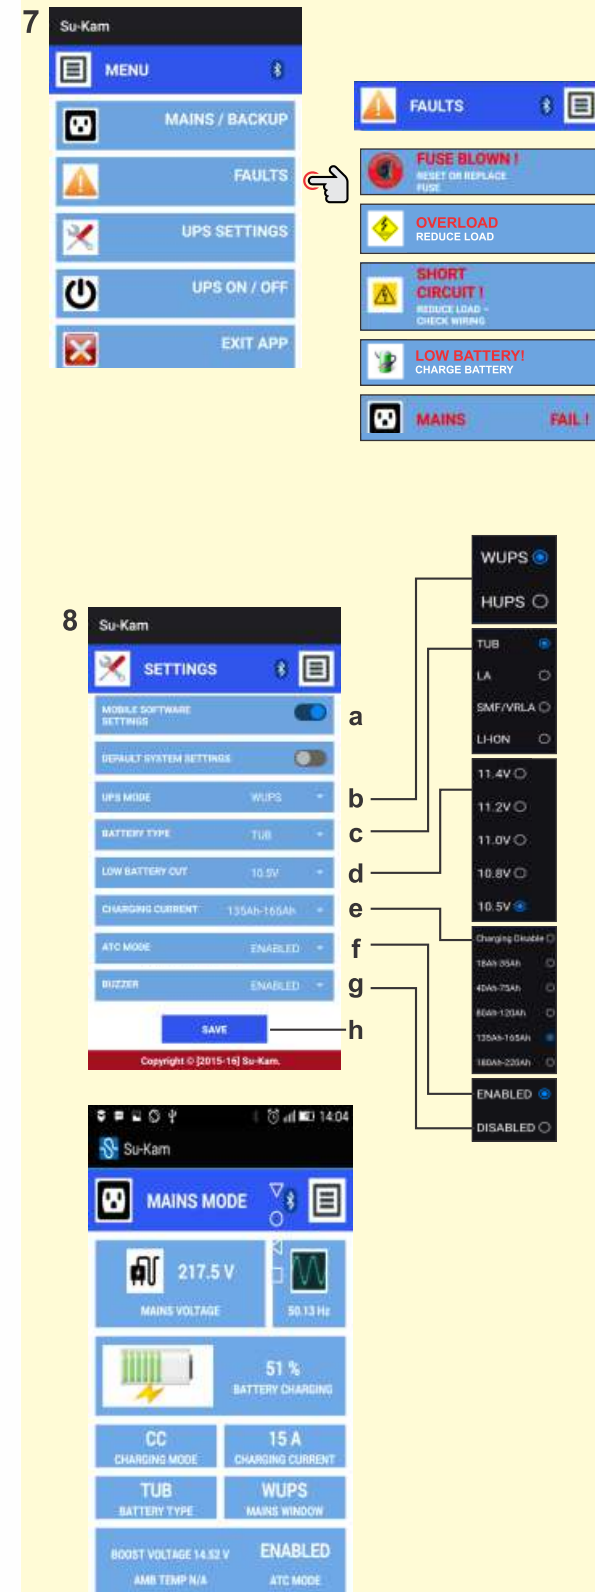 7
Su-Kam
MENU
MAINS / BACKUP
FAULTS
UPS SETTINGS
UPS ON / OFF
EXIT APP
FAULTS
FUSE BLOWN !
RESET OR REPLACE
FUSE
OVERLOAD
REDUCE LOAD
SHORT
CIRCUIT !
REDUCE LOAD -
CHECK WIRING
LOW BATTERY!
CHARGE BATTERY
MAINS FAIL !
8
Su-Kam
SETTINGS
MOBILE SOFTWARE
SETTINGS
a
DEFAULT SYSTEM SETTINGS
UPS MODE WUPS b
BATTERY TYPE TUB c
LOW BATTERY CUT 10.5V d
CHARGING CURRENT 135Ah-165Ah e
ATC MODE ENABLED f
BUZZER ENABLED g
SAVE h
Copyright © [2015-16] Su-Kam.
WUPS
HUPS
TUB
LA
SMF/VRLA
LI-ION
11.4V
11.2V
11.0V
10.8V
10.5V
Charging Disable
18Ah-35Ah
40Ah-75Ah
80Ah-120Ah
135Ah-165Ah
180Ah-220Ah
ENABLED
DISABLED
14:04
Su-Kam
MAINS MODE
217.5 V
MAINS VOLTAGE
50.13 Hz
51 %
BATTERY CHARGING
CC
CHARGING MODE
15 A
CHARGING CURRENT
TUB
BATTERY TYPE
WUPS
MAINS WINDOW
BOOST VOLTAGE 14.52 V
AMB TEMP N/A
ENABLED
ATC MODE